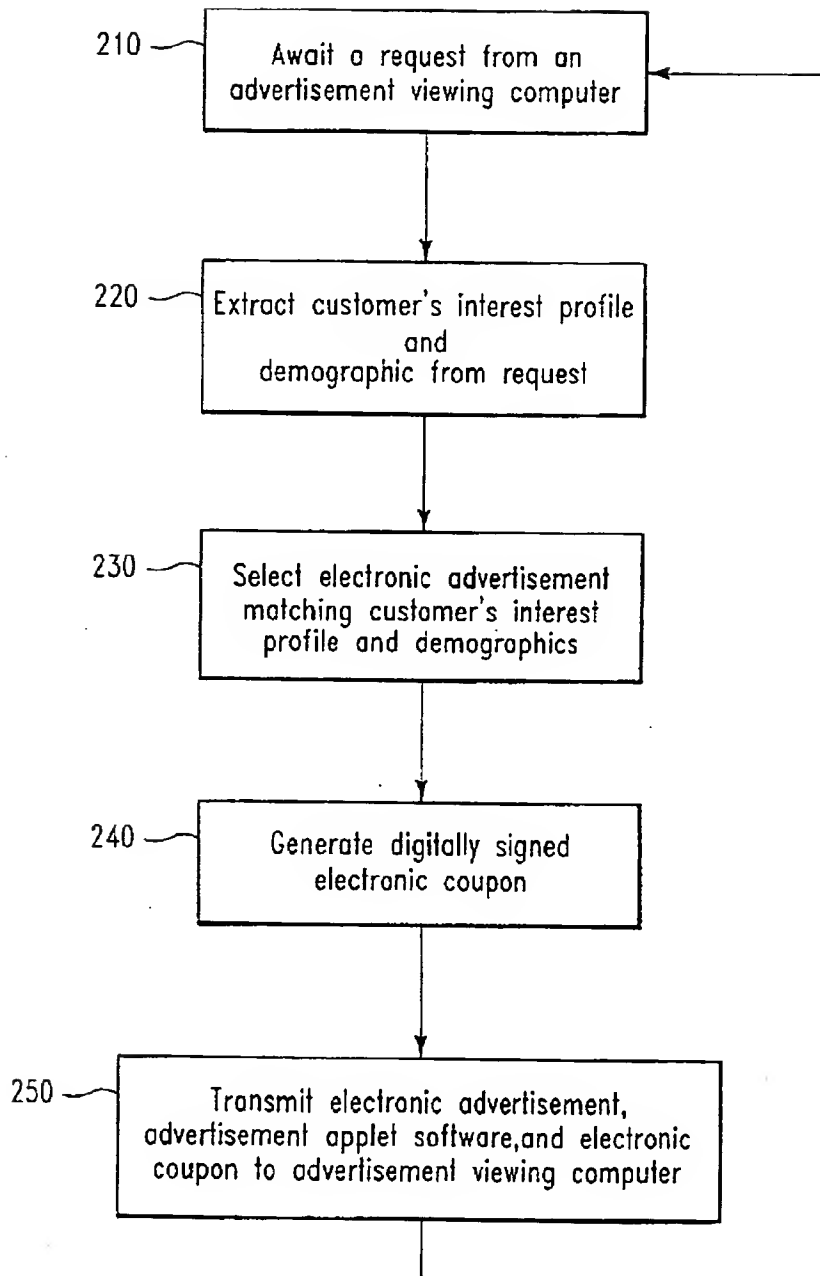 210
Await a request from an
advertisement viewing computer
220
Extract customer's interest profile
and
demographic from request
230
Select electronic advertisement
matching customer's interest
profile and demographics
240
Generate digitally signed
electronic coupon
250
Transmit electronic advertisement,
advertisement applet software,and electronic
coupon to advertisement viewing computer